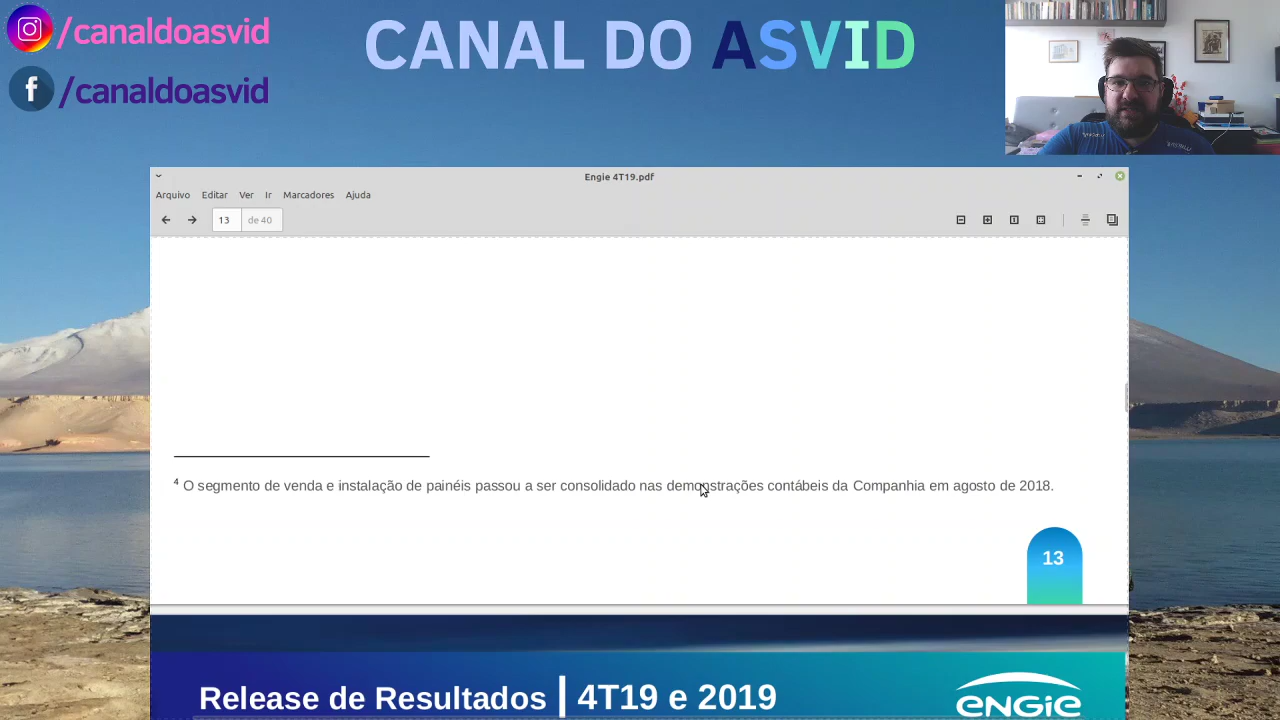 /canaldoasvid
/canaldoasvid
CANAL DO ASVID
Engie 4T19.pdf
Arquivo Editar Ver Ir Marcadores Ajuda
13 de 40
4 O segmento de venda e instalação de painéis passou a ser consolidado nas demonstrações contábeis da Companhia em agosto de 2018.
13
Release de Resultados | 4T19 e 2019
ENGIE